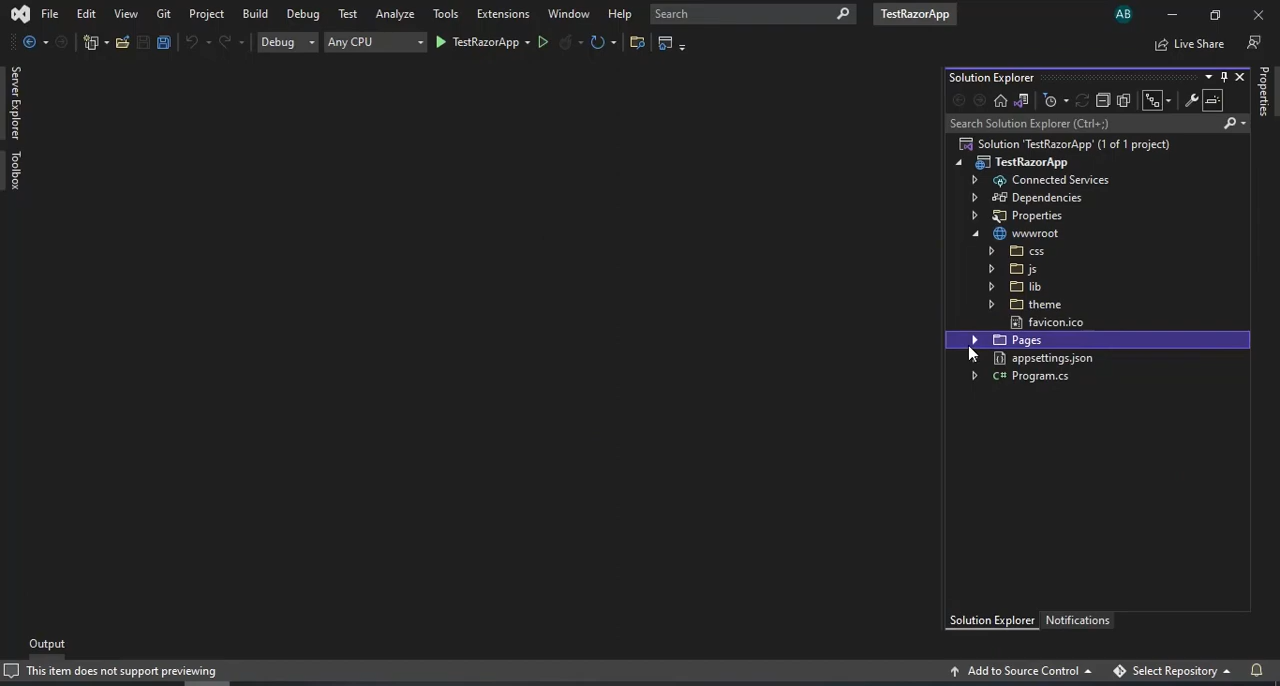 File Edit View Git Project Build Debug Test Analyze Tools Extensions Window Help Search TestRazorApp AB
Debug Any CPU TestRazorApp Live Share
Server Explorer
Toolbox
Solution Explorer
Search Solution Explorer (Ctrl+;)
Solution 'TestRazorApp' (1 of 1 project)
TestRazorApp
Connected Services
Dependencies
Properties
wwwroot
css
js
lib
theme
favicon.ico
Pages
appsettings.json
C# Program.cs
Solution Explorer Notifications
Properties
Output
This item does not support previewing Add to Source Control Select Repository